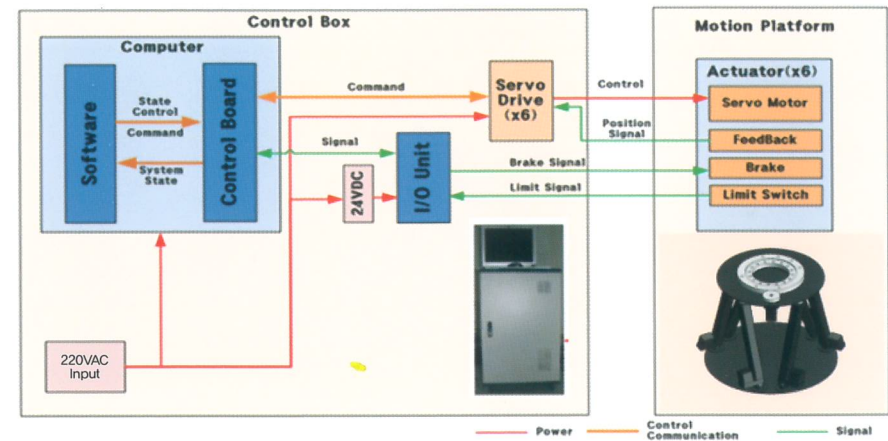 Control Box
Computer
Software
State
Control
Command
System
State
Control Board
Command
Signal
Servo
Drive
(x6)
I/O Unit
24VDC
220VAC
Input
Control
Position
Signal
Brake Signal
Limit Signal
Motion Platform
Actuator(x6)
Servo Motor
FeedBack
Brake
Limit Switch
Power
Control
Communication
Signal